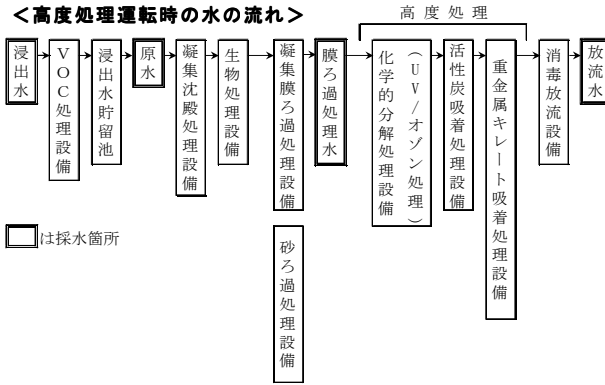 ＜高度処理運転時の水の流れ＞
高度処理
浸出水
VOC処理設備
浸出水貯留池
原水
凝集沈殿処理設備
生物処理設備
凝集膜ろ過処理設備
膜ろ過処理水
化学的分解処理設備
（UV/オゾン処理）
活性炭吸着処理設備
重金属キレート吸着処理設備
消毒放流設備
放流水
は採水箇所
砂ろ過処理設備